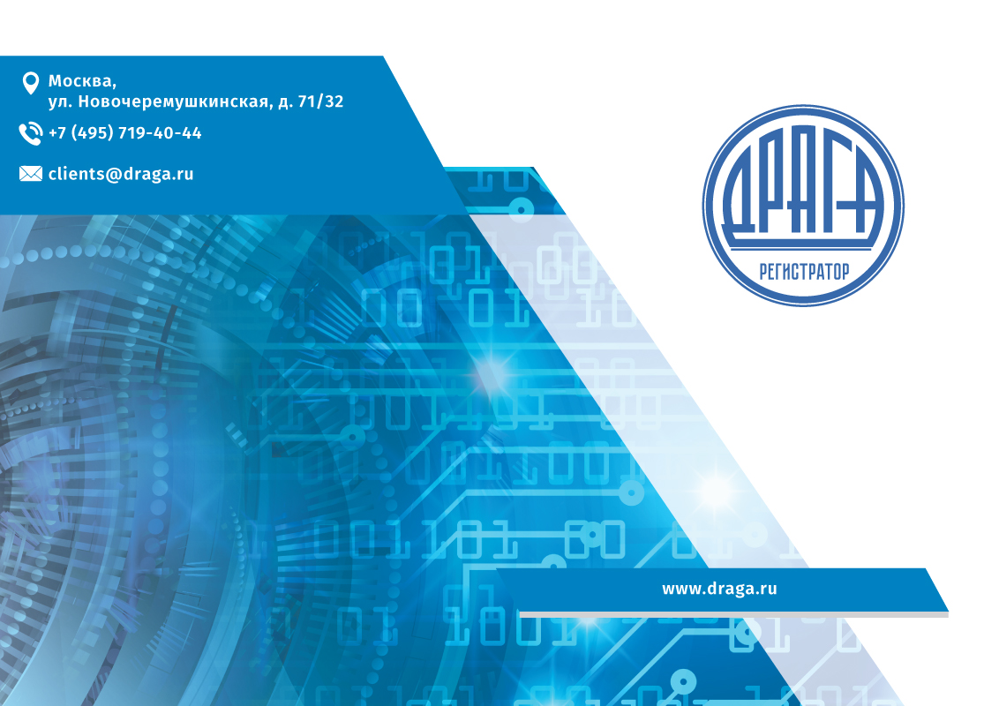 Москва,
ул. Новочеремушкинская, д. 71/32
+7 (495) 719-40-44
clients@draga.ru
ДРАГА
РЕГИСТРАТОР
www.draga.ru